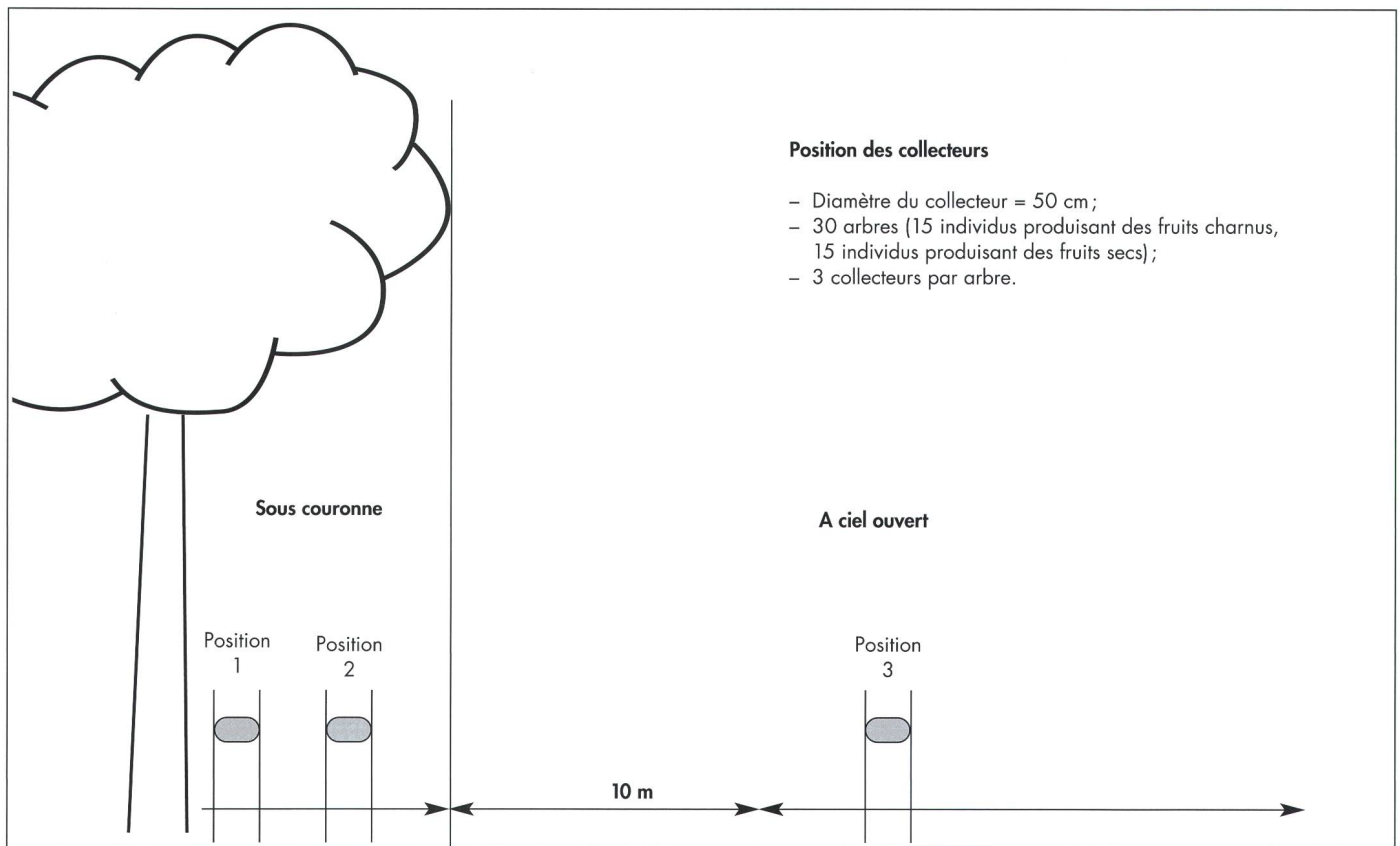 Position des collecteurs
– Diamètre du collecteur = 50 cm ;
– 30 arbres (15 individus produisant des fruits charnus,
15 individus produisant des fruits secs) ;
– 3 collecteurs par arbre.
Sous couronne
A ciel ouvert
Position
1
Position
2
Position
3
10 m